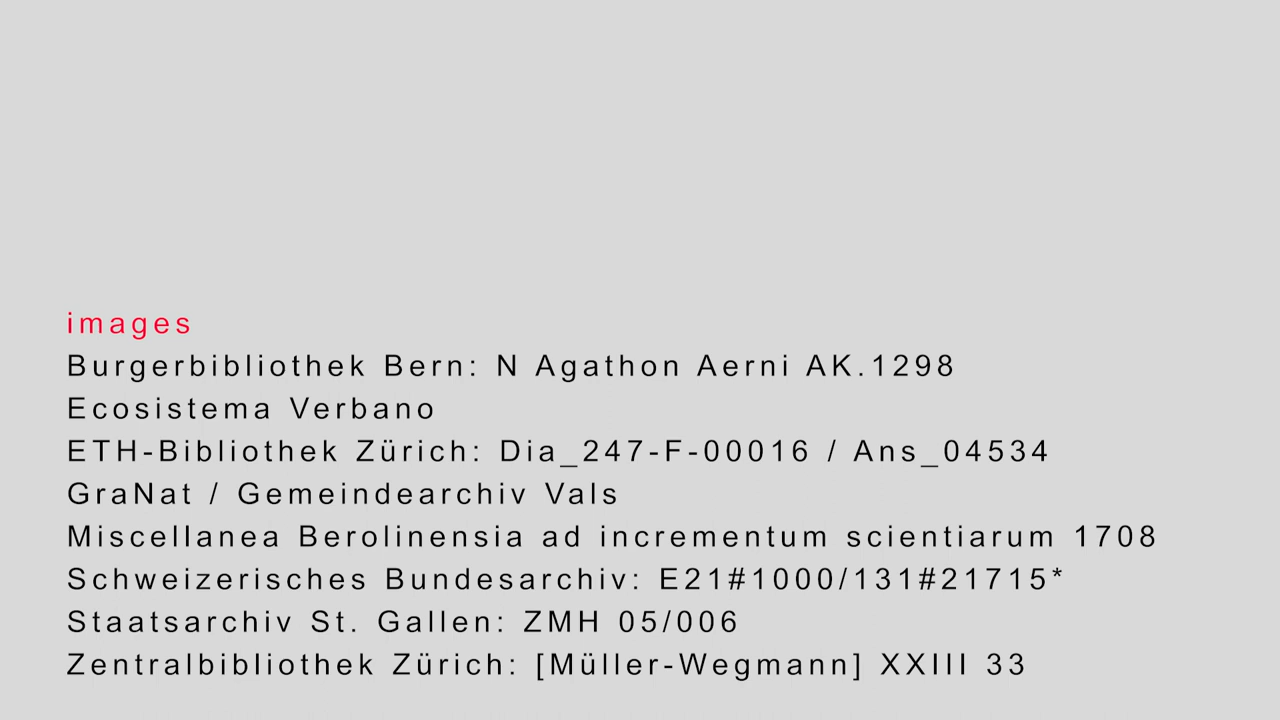 images
Burgerbibliothek Bern: N Agathon Aerni AK.1298
Ecosistema Verbano
ETH-Bibliothek Zürich: Dia_247-F-00016 / Ans_04534
GraNat / Gemeindearchiv Vals
Miscellanea Berolinensia ad incrementum scientiarum 1708
Schweizerisches Bundesarchiv: E21#1000/131#21715*
Staatsarchiv St. Gallen: ZMH 05/006
Zentralbibliothek Zürich: [Müller-Wegmann] XXIII 33